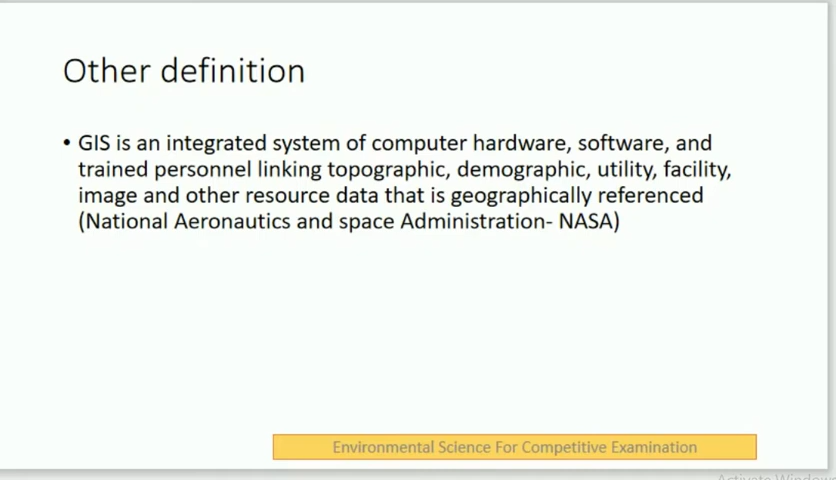 Other definition
• GIS is an integrated system of computer hardware, software, and
trained personnel linking topographic, demographic, utility, facility,
image and other resource data that is geographically referenced
(National Aeronautics and space Administration- NASA)
Environmental Science For Competitive Examination
Activate Windows